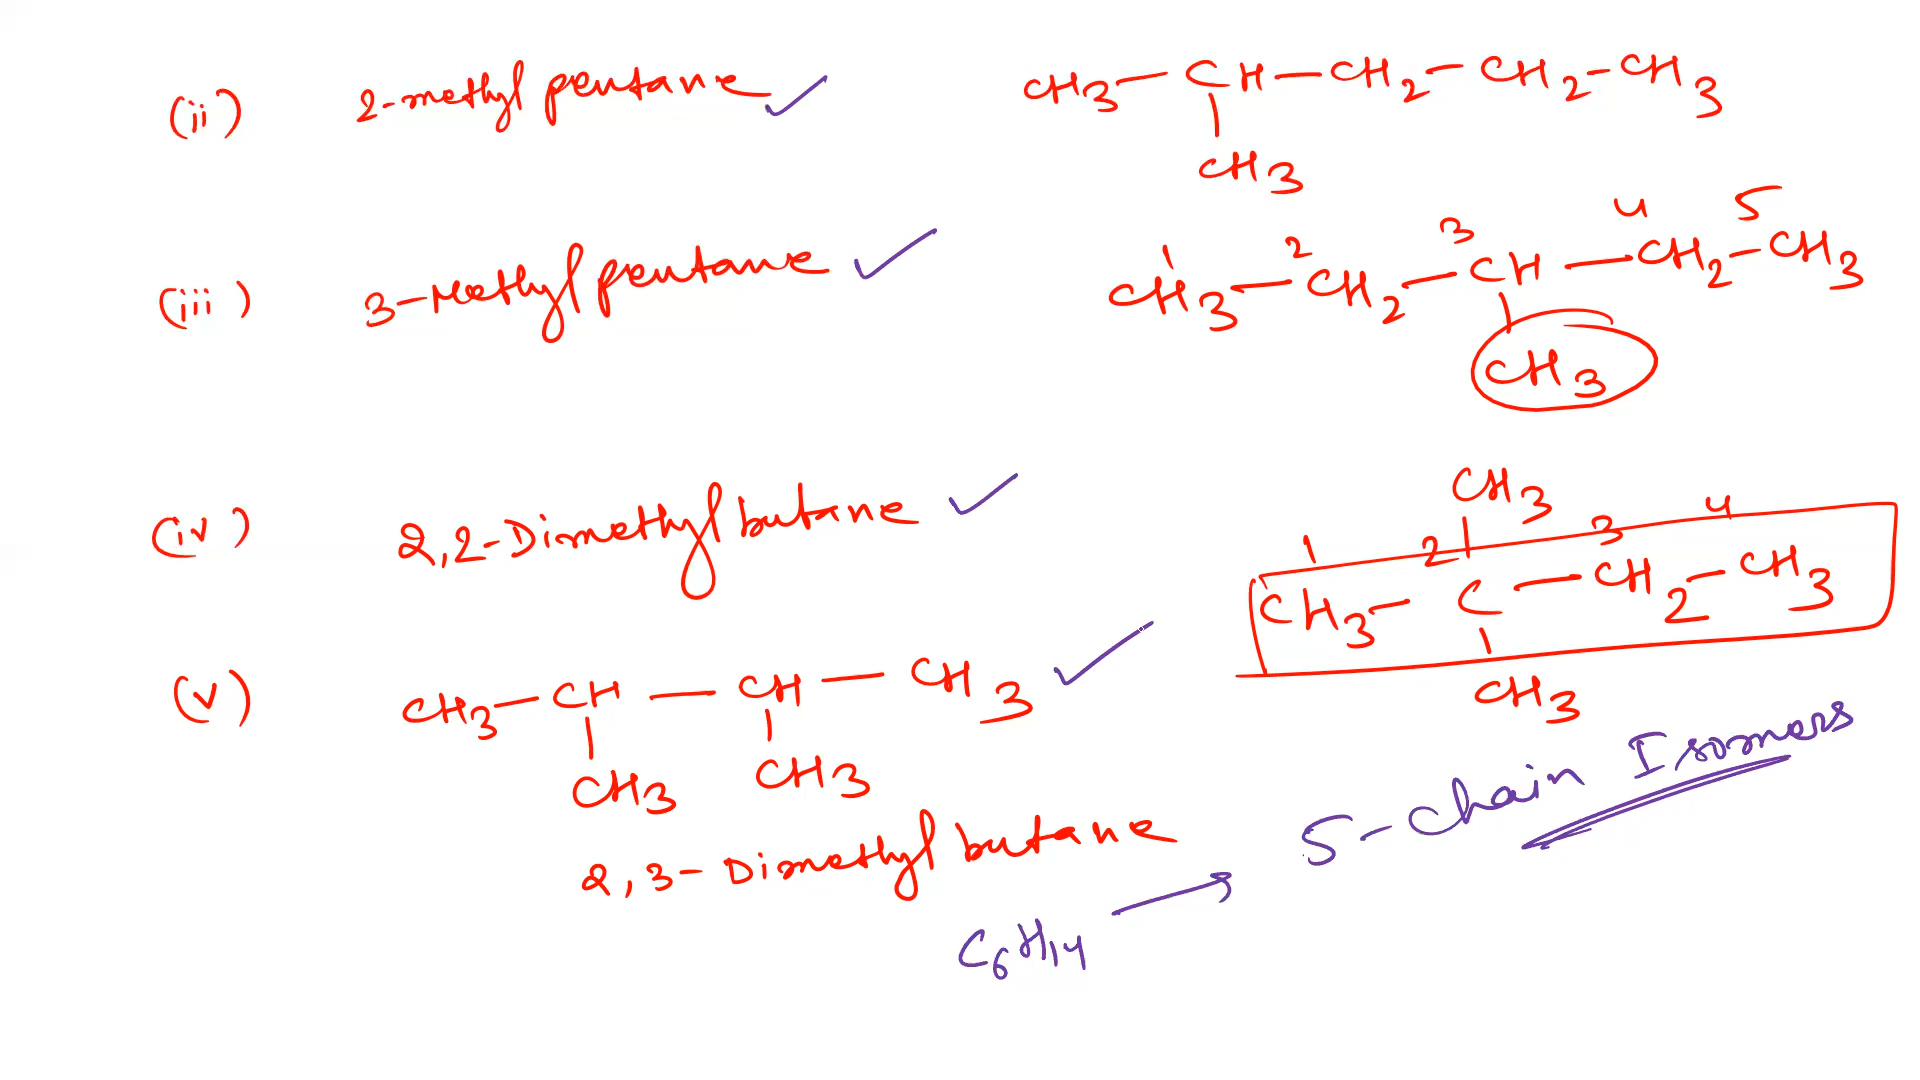 (ii) 2-methyl pentane CH3-CH-CH2-CH2-CH3
CH3
4 5
1 2 3
(iii) 3-Methyl pentane CH3-CH2-CH-CH2-CH3
CH3
CH3
1 2 3 4
(iv) 2,2-Dimethyl butane CH3-C-CH2-CH3
CH3
(v) CH3-CH-CH-CH3
CH3 CH3
2,3-Dimethyl butane
C6H14 → 5-chain Isomers